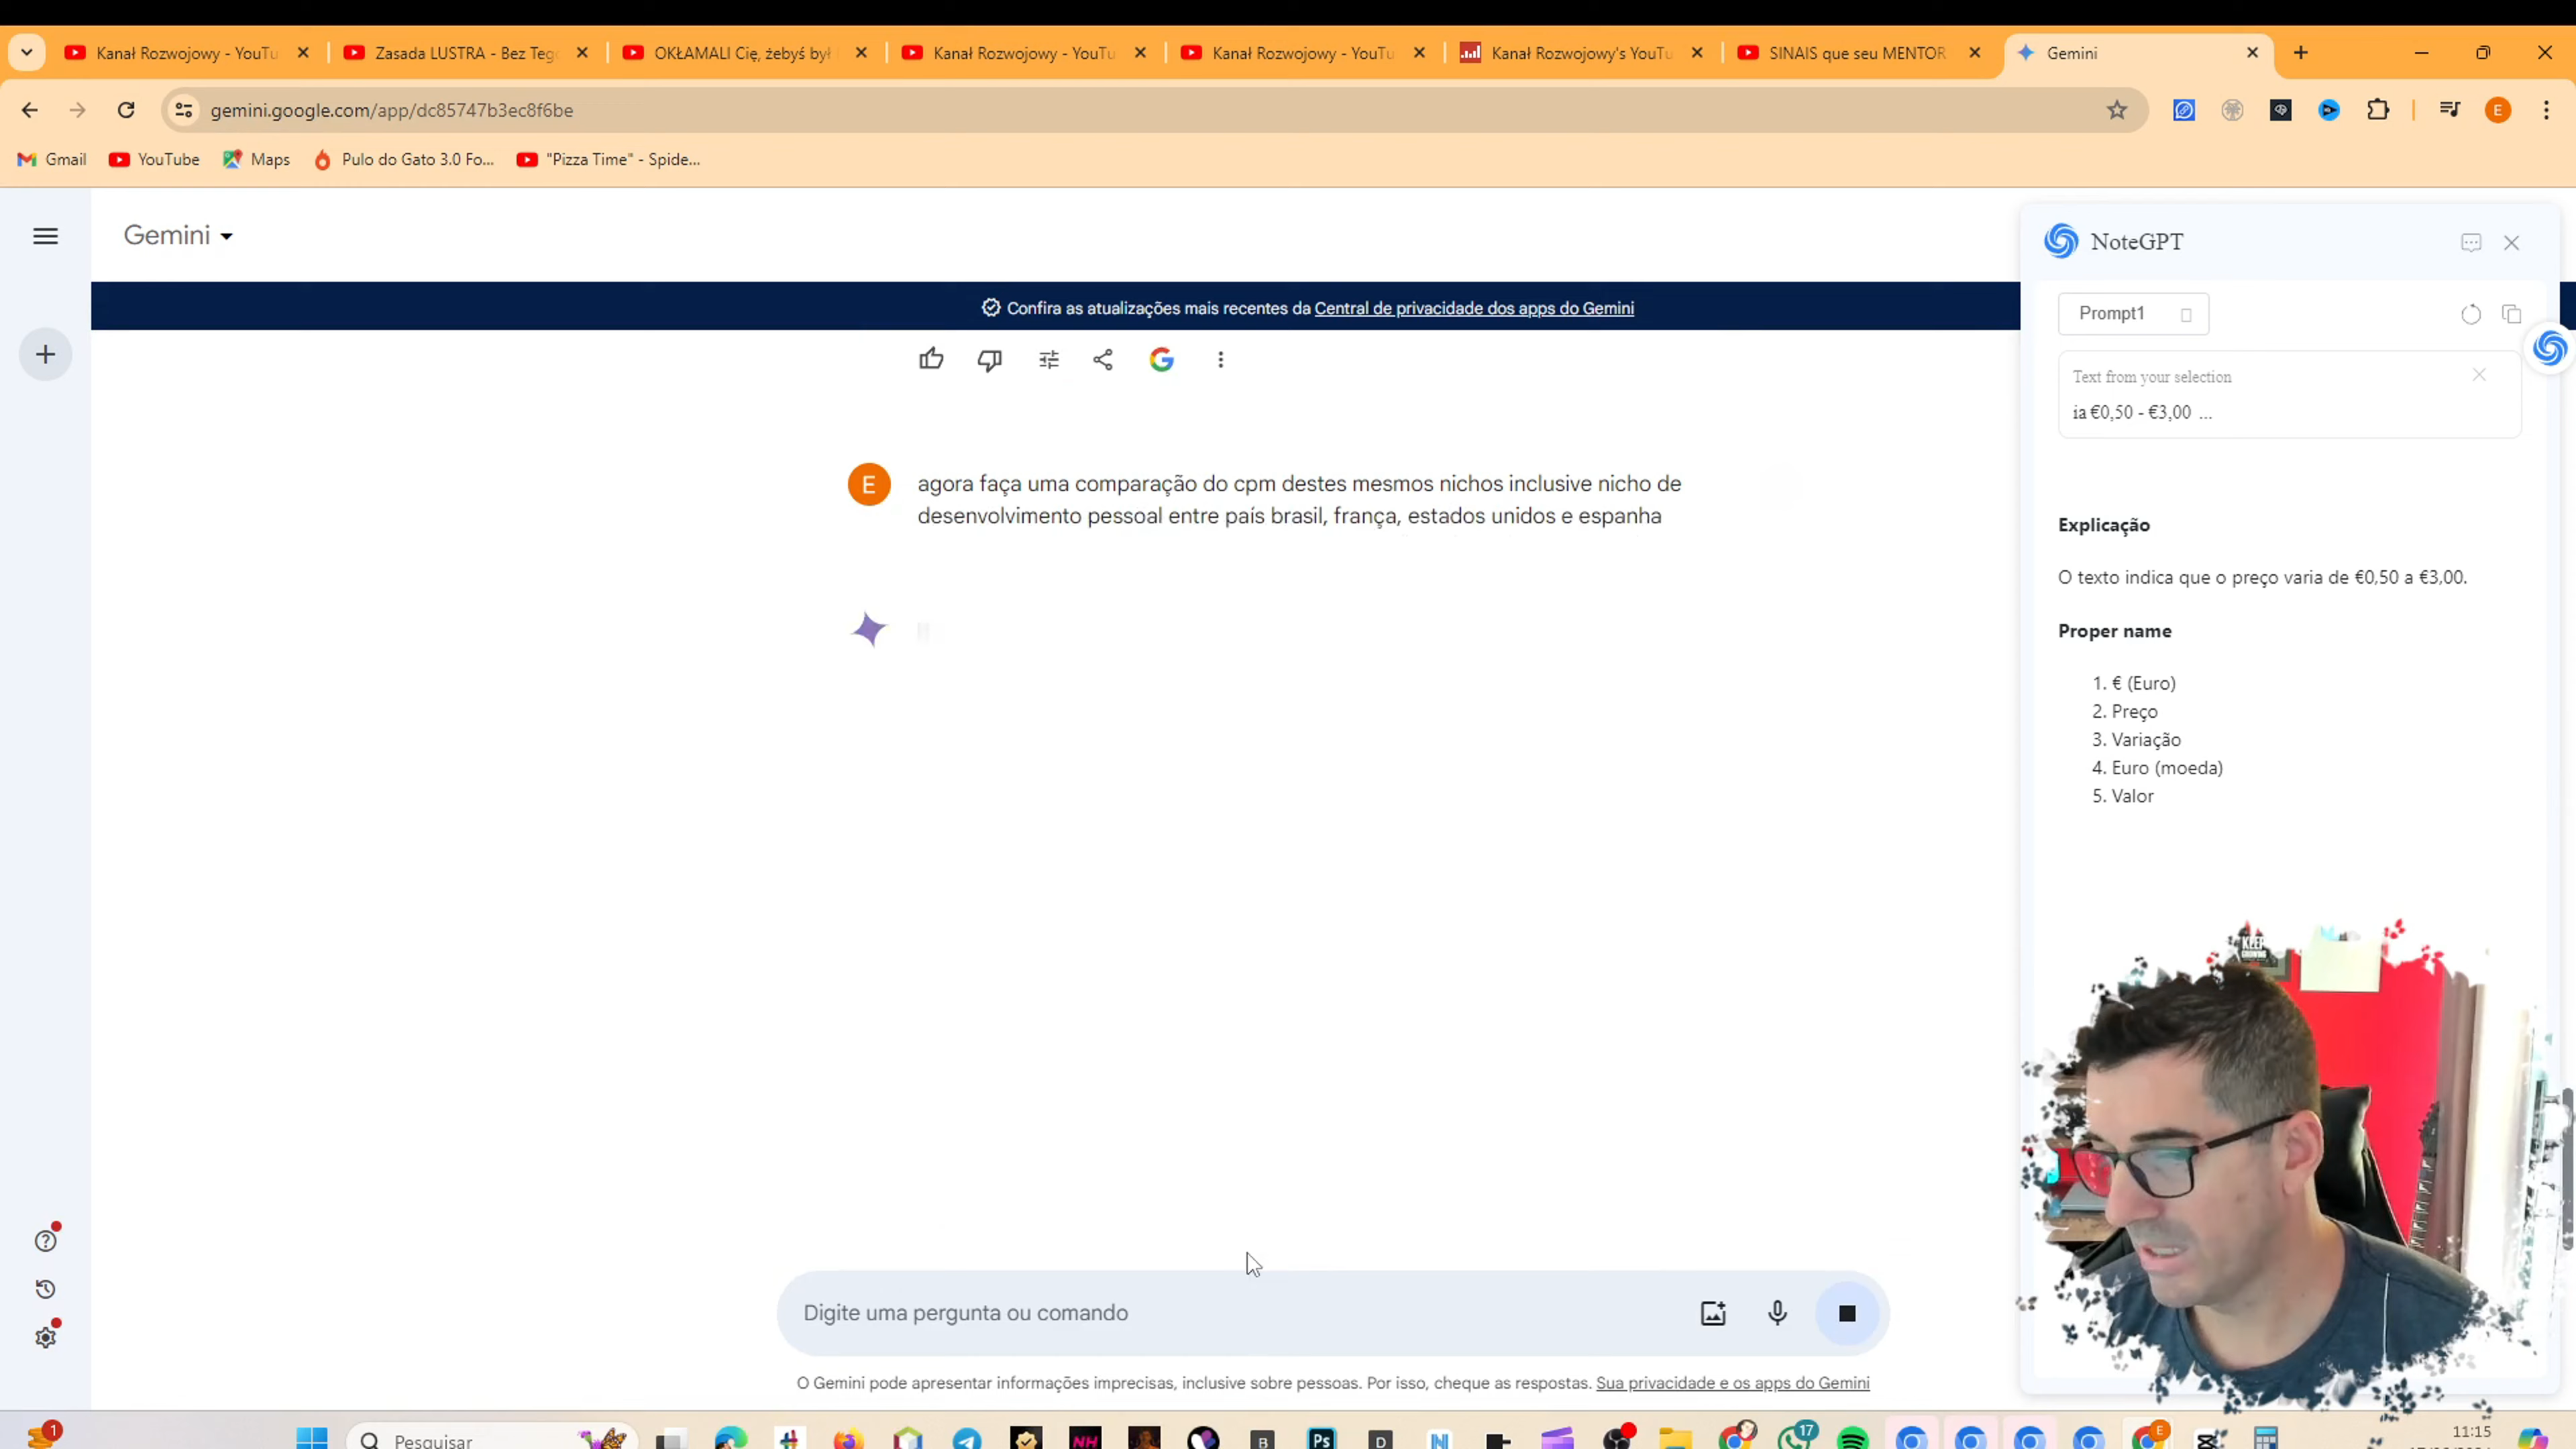 Kanał Rozwojowy - YouTu
Zasada LUSTRA - Bez Teg
OKŁAMALI Cię, żebyś był
Kanał Rozwojowy - YouTu
Kanał Rozwojowy - YouTu
Kanał Rozwojowy's YouTu
SINAIS que seu MENTOR
Gemini
gemini.google.com/app/dc85747b3ec8f6be
E
Gmail
YouTube
Maps
Pulo do Gato 3.0 Fo...
"Pizza Time" - Spide...
Gemini
Confira as atualizações mais recentes da Central de privacidade dos apps do Gemini
E
agora faça uma comparação do cpm destes mesmos nichos inclusive nicho de
desenvolvimento pessoal entre país brasil, frança, estados unidos e espanha
Digite uma pergunta ou comando
O Gemini pode apresentar informações imprecisas, inclusive sobre pessoas. Por isso, cheque as respostas. Sua privacidade e os apps do Gemini
NoteGPT
Prompt1
Text from your selection
ia €0,50 - €3,00 ...
Explicação
O texto indica que o preço varia de €0,50 a €3,00.
Proper name
1. € (Euro)
2. Preço
3. Variação
4. Euro (moeda)
5. Valor
KEEP
GROWING
1
Pesquisar
NH
B
Ps
D
N
17
E
11:15